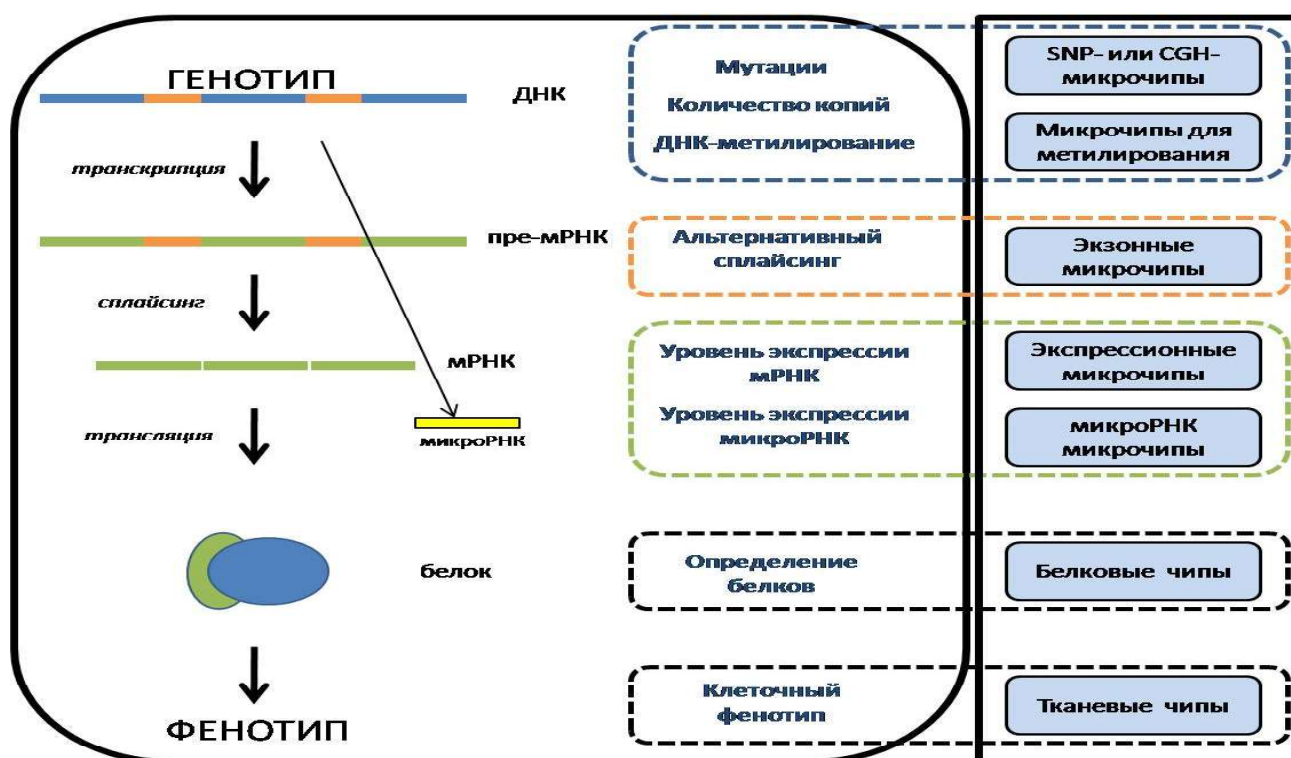 ГЕНОТИП
ДНК
транскрипция
пре-мРНК
сплайсинг
мРНК
трансляция
микроРНК
белок
ФЕНОТИП
Мутации
Количество копий
ДНК-метилирование
Альтернативный
сплайсинг
Уровень экспрессии
мРНК
Уровень экспрессии
микроРНК
Определение
белков
Клеточный
фенотип
SNP- или CGH-
микрочипы
Микрочипы для
метилирования
Экзонные
микрочипы
Экспрессионные
микрочипы
микроРНК
микрочипы
Белковые чипы
Тканевые чипы